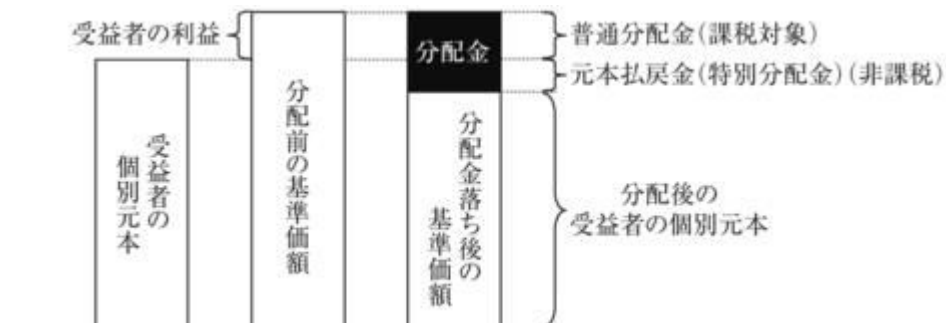 受益者の利益
分配金
普通分配金(課税対象)
元本払戻金(特別分配金)(非課税)
受益者の
個別元本
分配前の基準価額
分配金落ち後の
基準価額
分配後の
受益者の個別元本